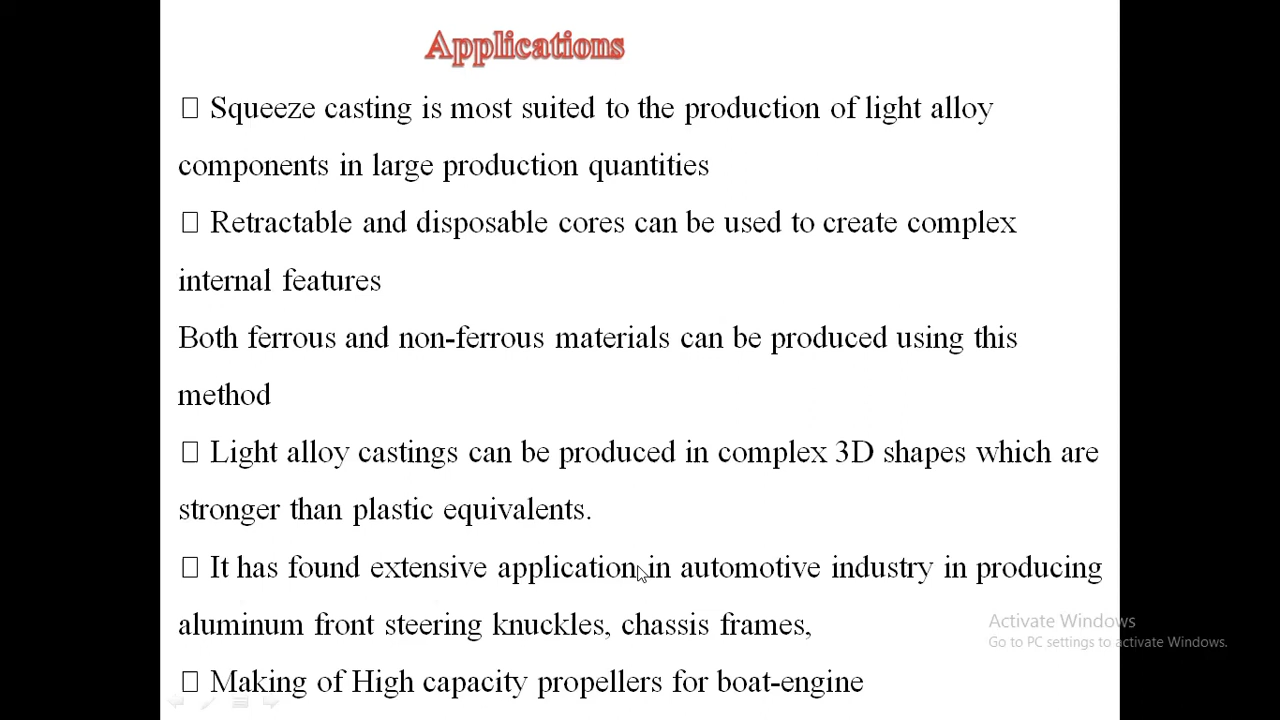 Applications
▯ Squeeze casting is most suited to the production of light alloy
components in large production quantities
▯ Retractable and disposable cores can be used to create complex
internal features
Both ferrous and non-ferrous materials can be produced using this
method
▯ Light alloy castings can be produced in complex 3D shapes which are
stronger than plastic equivalents.
▯ It has found extensive application in automotive industry in producing
aluminum front steering knuckles, chassis frames,
▯ Making of High capacity propellers for boat-engine
Activate Windows
Go to PC settings to activate Windows.